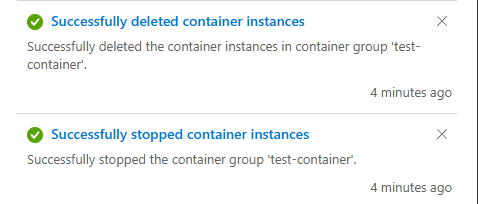 Successfully deleted container instances
Successfully deleted the container instances in container group 'test-
container'.
4 minutes ago
Successfully stopped container instances
Successfully stopped the container group 'test-container'.
4 minutes ago